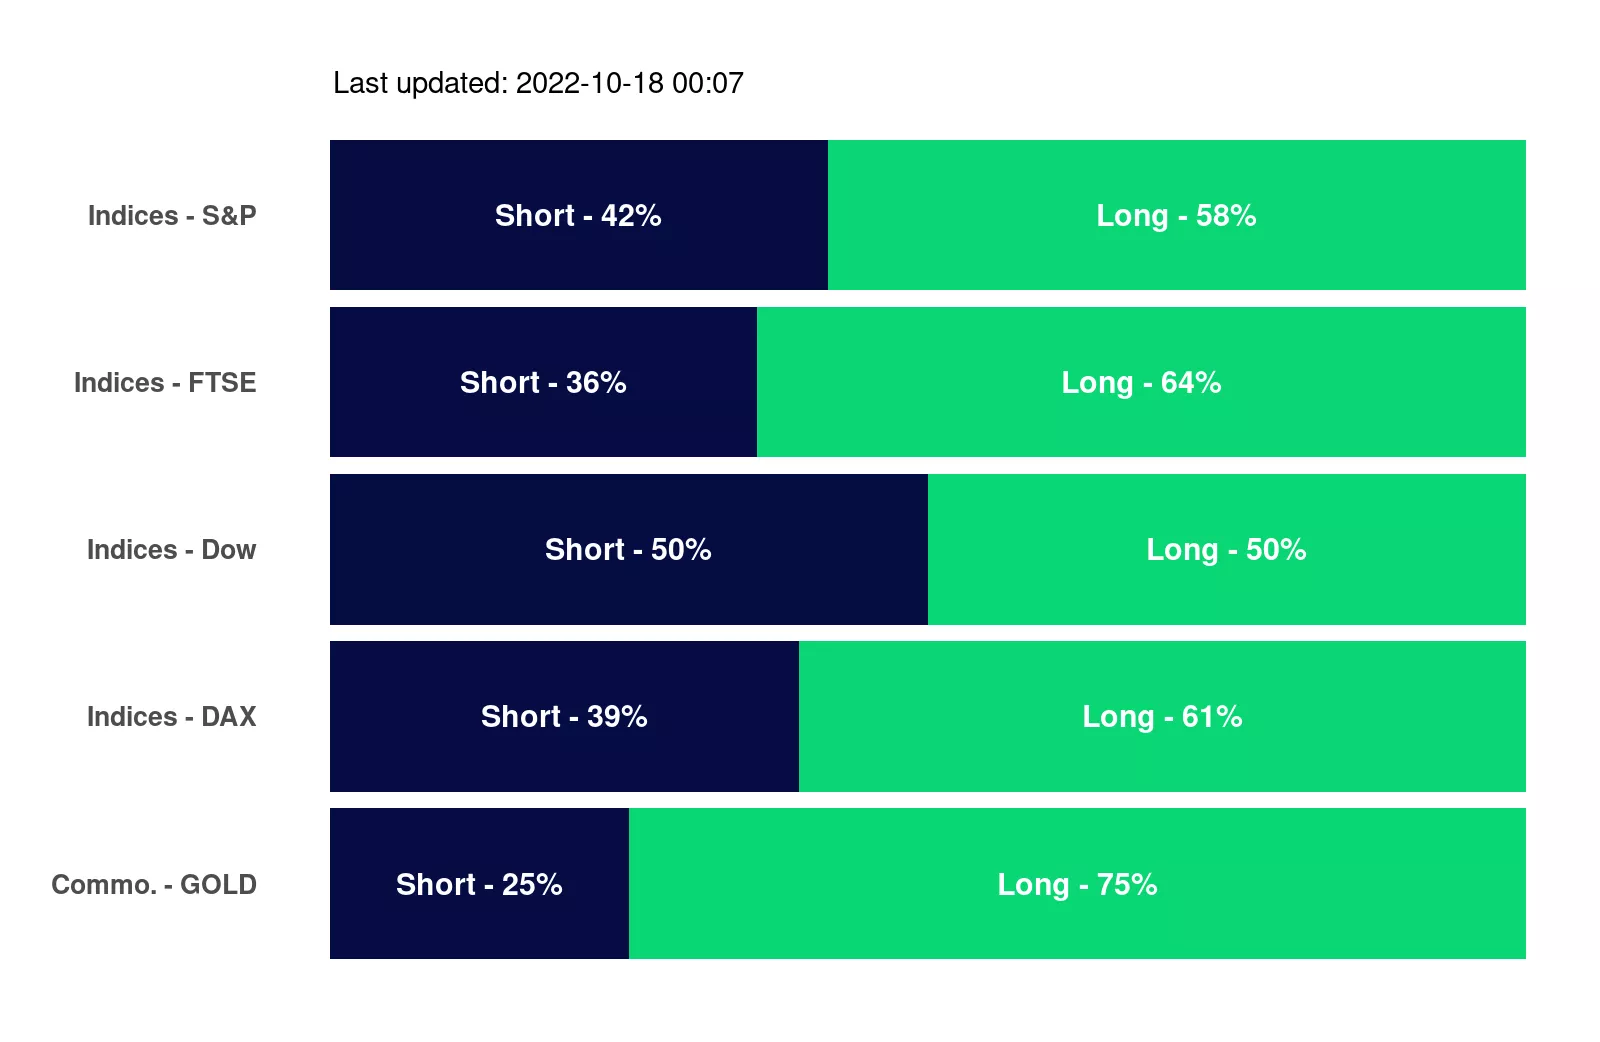 Last updated: 2022-10-18 00:07
Indices - S&P Short - 42% Long - 58%
Indices - FTSE Short - 36% Long - 64%
Indices - Dow Short - 50% Long - 50%
Indices - DAX Short - 39% Long - 61%
Commo. - GOLD Short - 25% Long - 75%